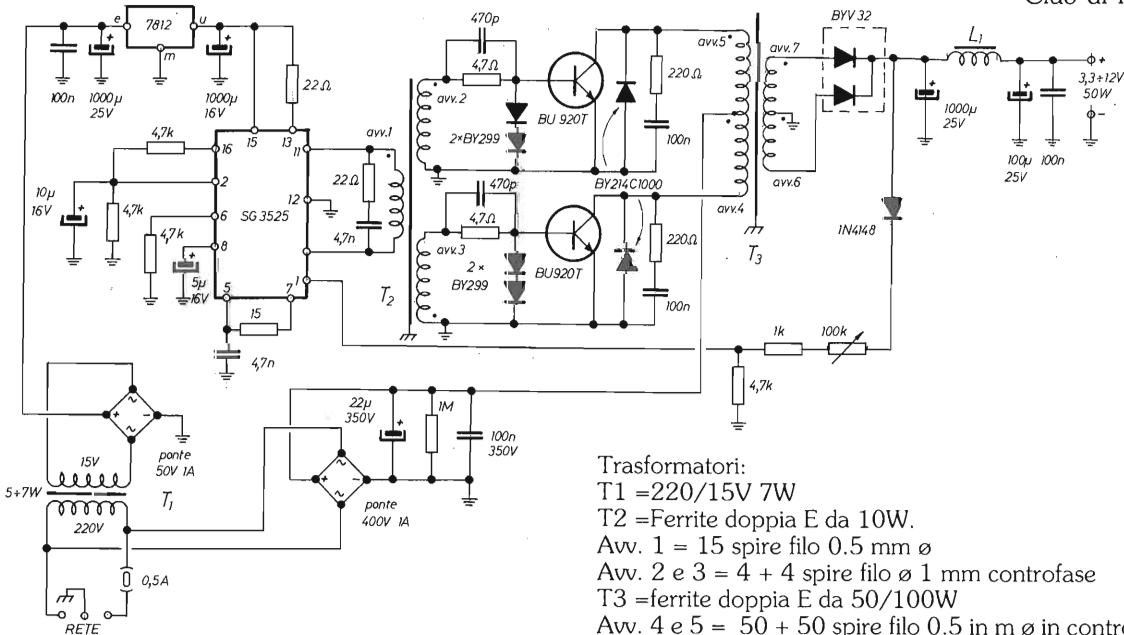 e
7812
u
m
100n
1000µ
25V
1000µ
16V
22Ω
4,7k
10µ
16V
4,7k
4,7k
5µ
16V
15
4,7n
16
2
6
8
5
7
15
13
11
12
1
SG 3525
avv.1
22Ω
4,7n
T2
470p
4,7Ω
avv.2
2×BY299
BU 920T
220Ω
100n
BY214C1000
470p
4,7Ω
avv.3
2×
BY299
BU920T
220Ω
100n
avv.5
avv.4
T3
avv.7
avv.6
BYV 32
L1
1000µ
25V
100µ
25V
100n
+
3,3÷12V
50W
-
1N4148
1k
100k
4,7k
ponte
50V 1A
15V
5÷7W
T1
220V
0,5A
RETE
22µ
350V
1M
100n
350V
ponte
400V 1A
Trasformatori:
T1 =220/15V 7W
T2 =Ferrite doppia E da 10W.
Avv. 1 = 15 spire filo 0.5 mm ø
Avv. 2 e 3 = 4 + 4 spire filo ø 1 mm controfase
T3 =ferrite doppia E da 50/100W
Avv. 4 e 5 = 50 + 50 spire filo 0.5 in m ø in